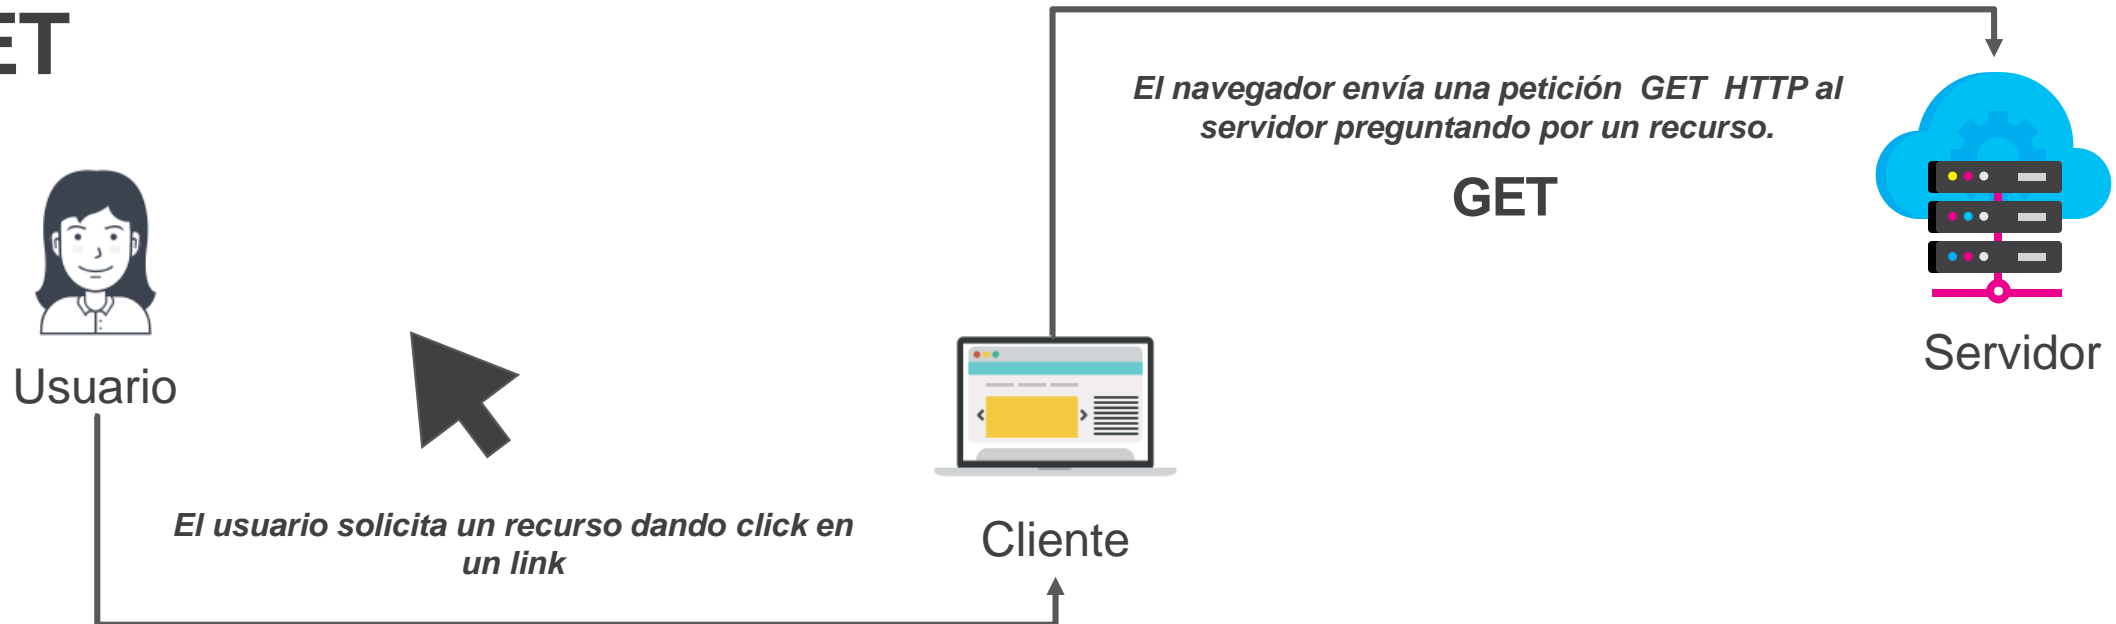 ET
El navegador envía una petición GET HTTP al
servidor preguntando por un recurso.
GET
Servidor
Usuario
El usuario solicita un recurso dando click en
un link
Cliente